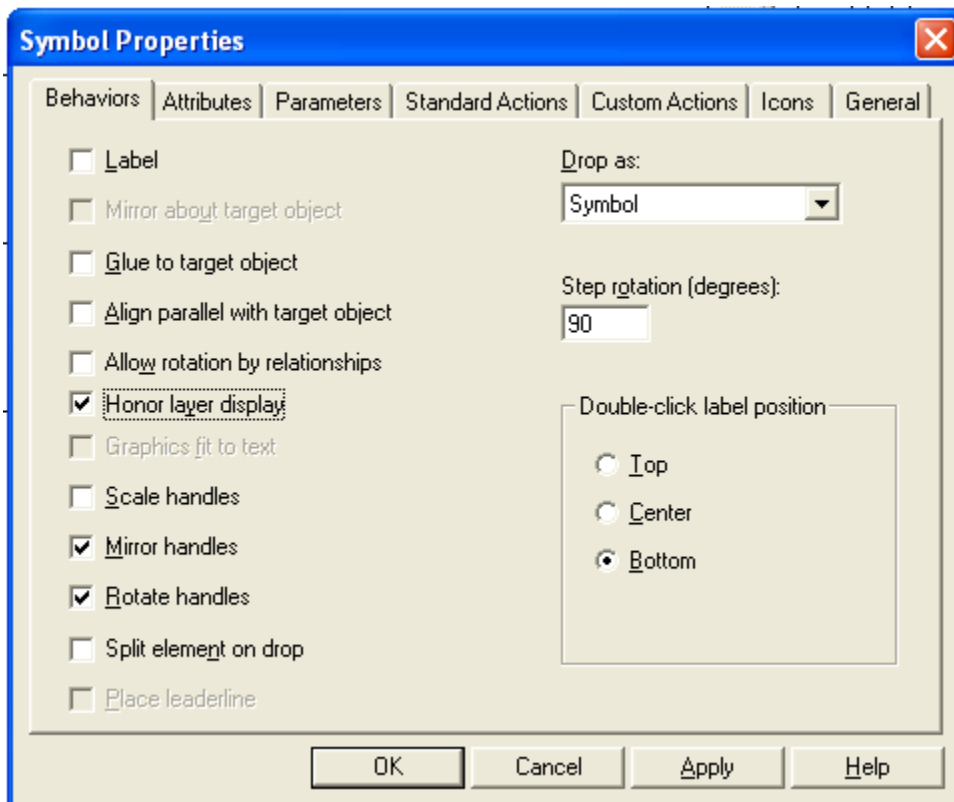 Symbol Properties
Behaviors Attributes Parameters Standard Actions Custom Actions Icons General
Label
Mirror about target object
Glue to target object
Align parallel with target object
Allow rotation by relationships
Honor layer display
Graphics fit to text
Scale handles
Mirror handles
Rotate handles
Split element on drop
Place leaderline
Drop as:
Symbol
Step rotation (degrees):
90
Double-click label position
Top
Center
Bottom
OK Cancel Apply Help